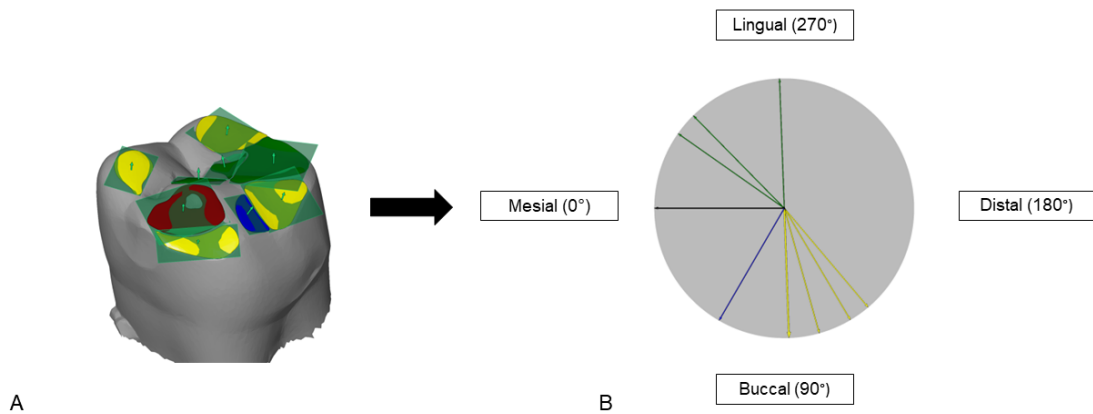 Lingual (270°)
Mesial (0°)
Distal (180°)
Buccal (90°)
A
B